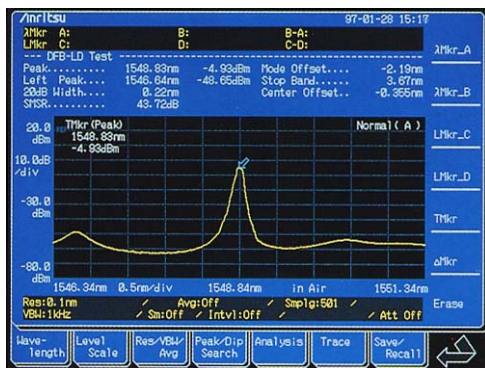 Anritsu 97-01-28 15:17
λMkr A: B: B-A:
LMkr C: D: C-D:
--- DFB-LD Test ---
Peak.......... 1548.83nm -4.93dBm Mode Offset.... -2.19nm
Left Peak.... 1546.64nm -48.65dBm Stop Band...... 3.67nm
20dB Width.... 0.22nm Center Offset.. -0.355nm
SMSR.......... 43.72dB
20.0 dBm TMkr(Peak) Normal( A )
1548.83nm
-4.93dBm
10.0dB /div
-30.0 dBm
-80.0 dBm
1546.34nm 0.5nm/div 1548.84nm in Air 1551.34nm
Res:0.1nm / Avg:Off / Smplg:501 /
VBW:1kHz / Sm:Off / Intvl:Off / / Att Off
λMkr_A
λMkr_B
LMkr_C
LMkr_D
TMkr
ΔMkr
Erase
Wave-length
Level Scale
Res/VBW/Avg
Peak/Dip Search
Analysis
Trace
Save/Recall